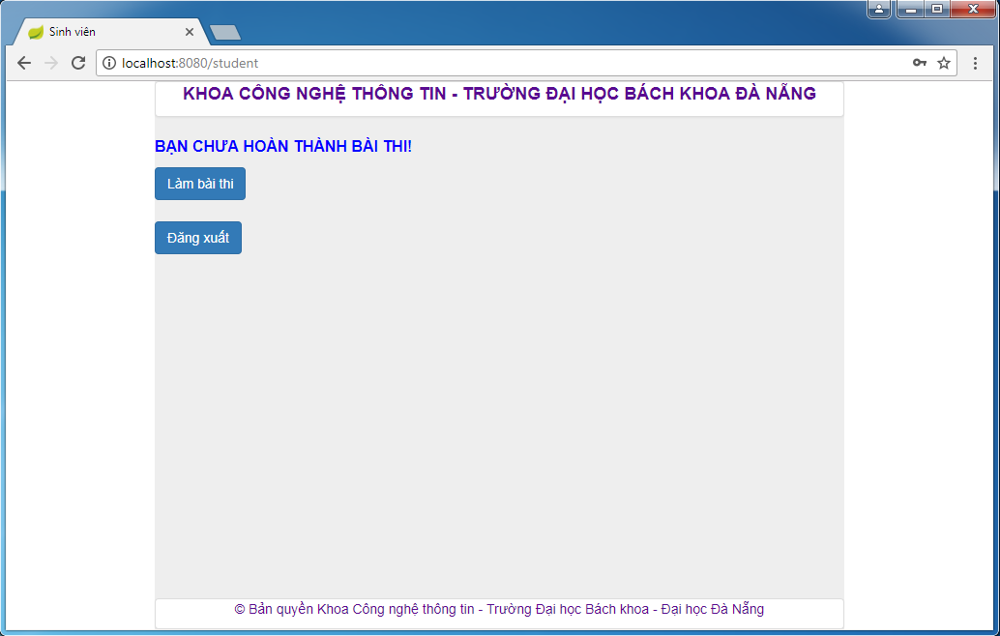 Sinh viên
localhost:8080/student
KHOA CÔNG NGHỆ THÔNG TIN - TRƯỜNG ĐẠI HỌC BÁCH KHOA ĐÀ NẴNG
BẠN CHƯA HOÀN THÀNH BÀI THI!
Làm bài thi
Đăng xuất
© Bản quyền Khoa Công nghệ thông tin - Trường Đại học Bách khoa - Đại học Đà Nẵng